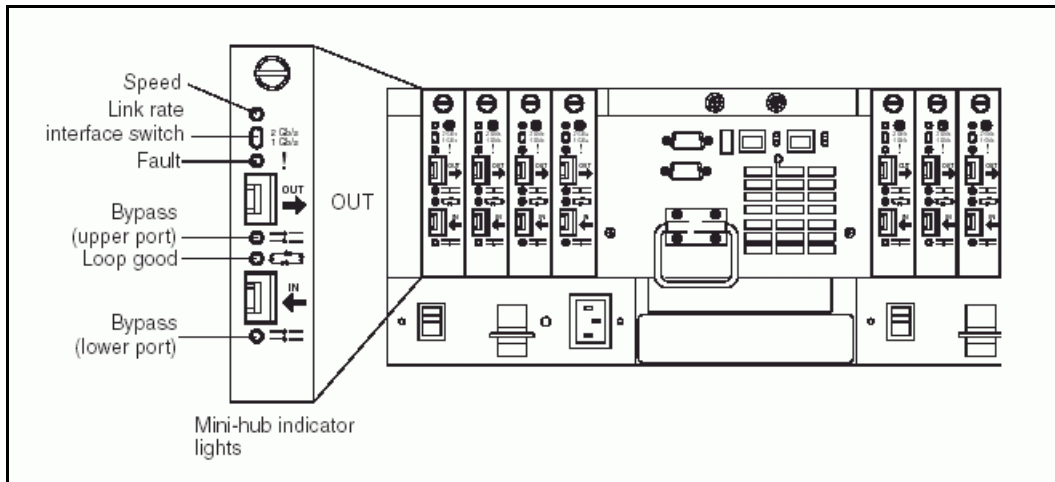 Speed
Link rate
interface switch
2 Gb/s
1 Gb/s
Fault
!
OUT
OUT
Bypass
(upper port)
Loop good
IN
Bypass
(lower port)
Mini-hub indicator
lights